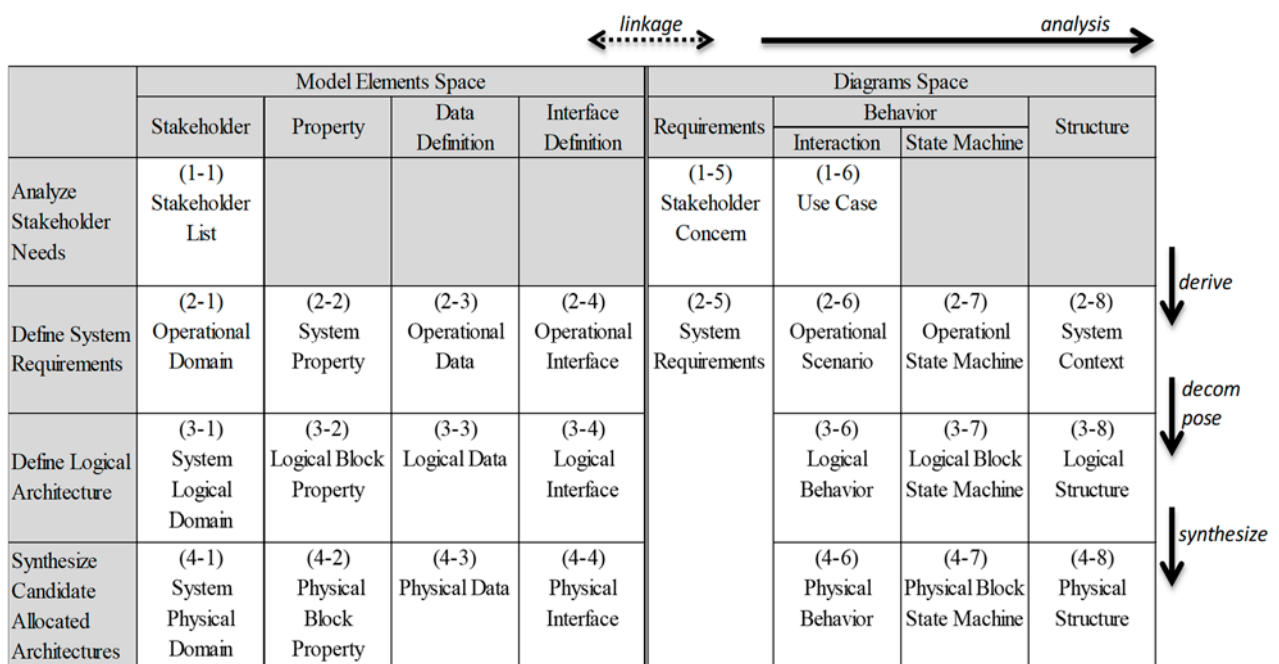 linkage
analysis
Model Elements Space
Diagrams Space
Stakeholder
Property
Data
Definition
Interface
Definition
Requirements
Behavior
Interaction
State Machine
Structure
Analyze
Stakeholder
Needs
(1-1)
Stakeholder
List
(1-5)
Stakeholder
Concern
(1-6)
Use Case
derive
Define System
Requirements
(2-1)
Operational
Domain
(2-2)
System
Property
(2-3)
Operational
Data
(2-4)
Operational
Interface
(2-5)
System
Requirements
(2-6)
Operational
Scenario
(2-7)
Operationl
State Machine
(2-8)
System
Context
decom
pose
Define Logical
Architecture
(3-1)
System
Logical
Domain
(3-2)
Logical Block
Property
(3-3)
Logical Data
(3-4)
Logical
Interface
(3-6)
Logical
Behavior
(3-7)
Logical Block
State Machine
(3-8)
Logical
Structure
synthesize
Synthesize
Candidate
Allocated
Architectures
(4-1)
System
Physical
Domain
(4-2)
Physical
Block
Property
(4-3)
Physical Data
(4-4)
Physical
Interface
(4-6)
Physical
Behavior
(4-7)
Physical Block
State Machine
(4-8)
Physical
Structure